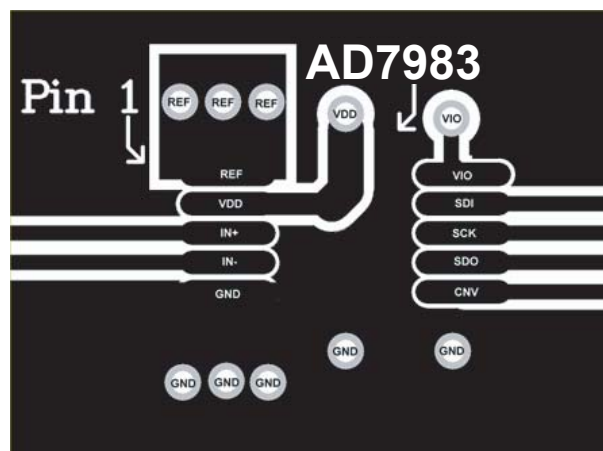 AD7983
Pin 1
REF REF REF
VDD
VIO
REF
VIO
VDD
SDI
IN+
SCK
IN-
SDO
GND
CNV
GND
GND
GND GND GND